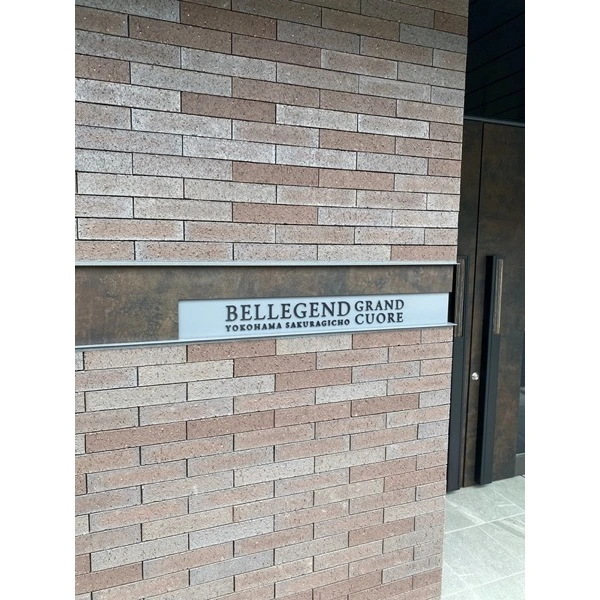 BELLEGEND GRAND
YOKOHAMA SAKURAGICHO CUORE